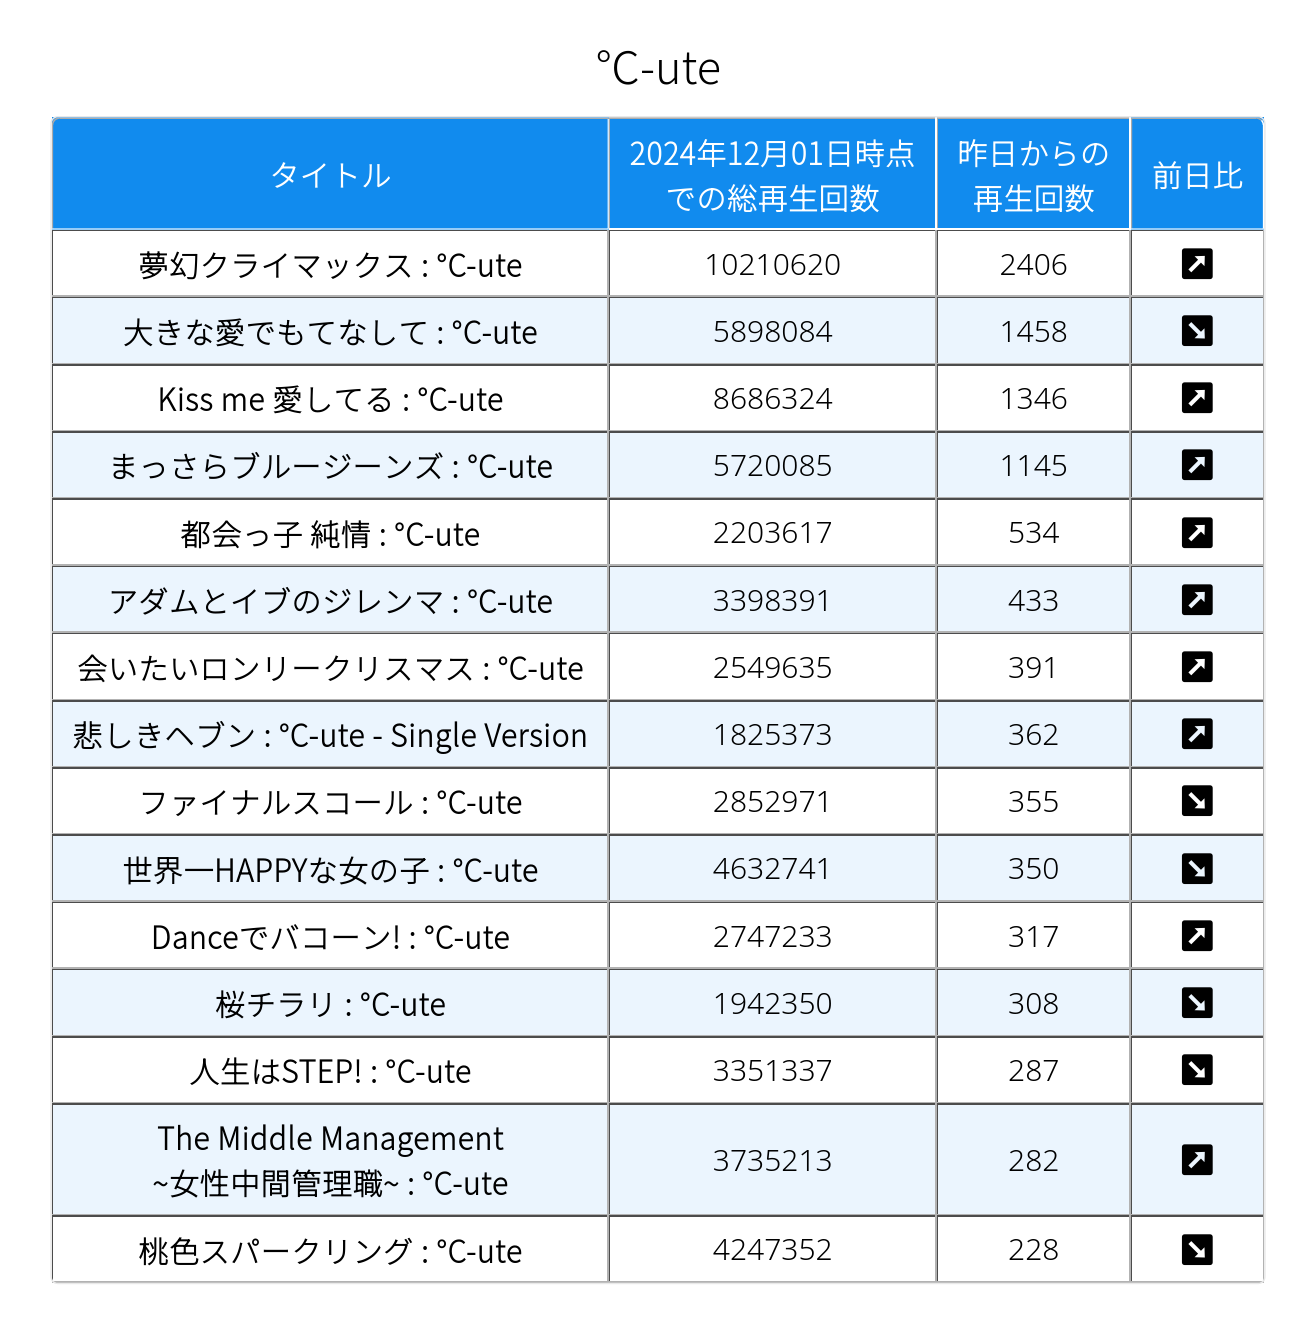 °C-ute
タイトル
2024年12月01日時点
での総再生回数
昨日からの
再生回数
前日比
夢幻クライマックス : °C-ute 10210620 2406
大きな愛でもてなして : °C-ute 5898084 1458
Kiss me 愛してる : °C-ute 8686324 1346
まっさらブルージーンズ : °C-ute 5720085 1145
都会っ子 純情 : °C-ute 2203617 534
アダムとイブのジレンマ : °C-ute 3398391 433
会いたいロンリークリスマス : °C-ute 2549635 391
悲しきヘブン : °C-ute - Single Version 1825373 362
ファイナルスコール : °C-ute 2852971 355
世界一HAPPYな女の子 : °C-ute 4632741 350
Danceでバコーン! : °C-ute 2747233 317
桜チラリ : °C-ute 1942350 308
人生はSTEP! : °C-ute 3351337 287
The Middle Management
~女性中間管理職~ : °C-ute 3735213 282
桃色スパークリング : °C-ute 4247352 228